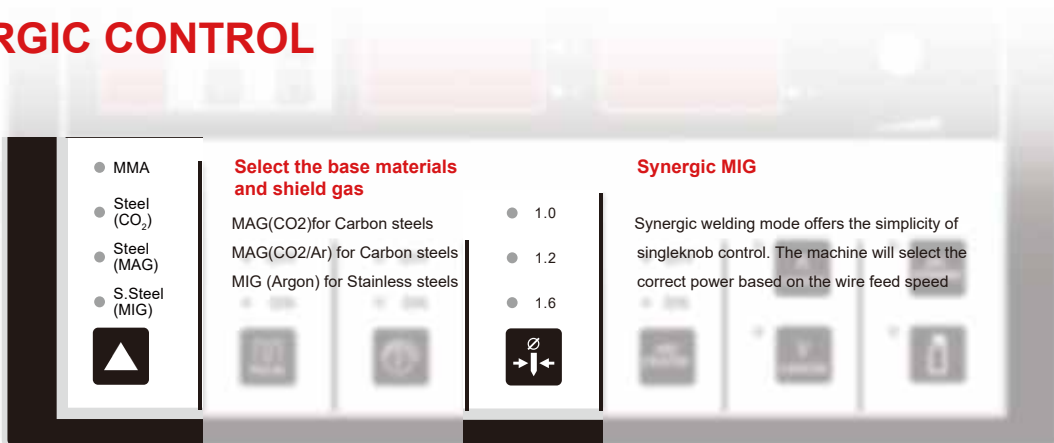 RGIC CONTROL
MMA
Steel
(CO₂)
Steel
(MAG)
S.Steel
(MIG)
Select the base materials
and shield gas
MAG(CO2)for Carbon steels
MAG(CO2/Ar) for Carbon steels
MIG (Argon) for Stainless steels
1.0
1.2
1.6
Ø
Synergic MIG
Synergic welding mode offers the simplicity of
singleknob control. The machine will select the
correct power based on the wire feed speed